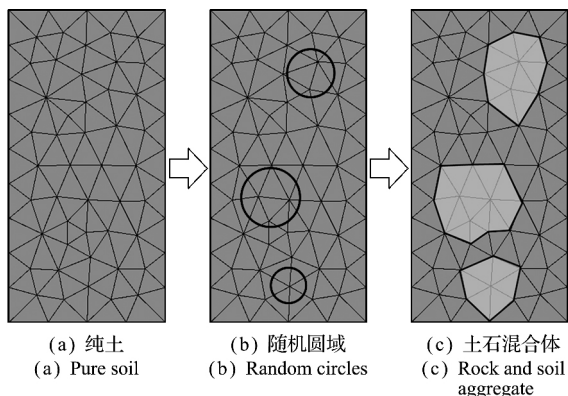 (a) 纯土
(a) Pure soil
(b) 随机圆域
(b) Random circles
(c) 土石混合体
(c) Rock and soil
aggregate